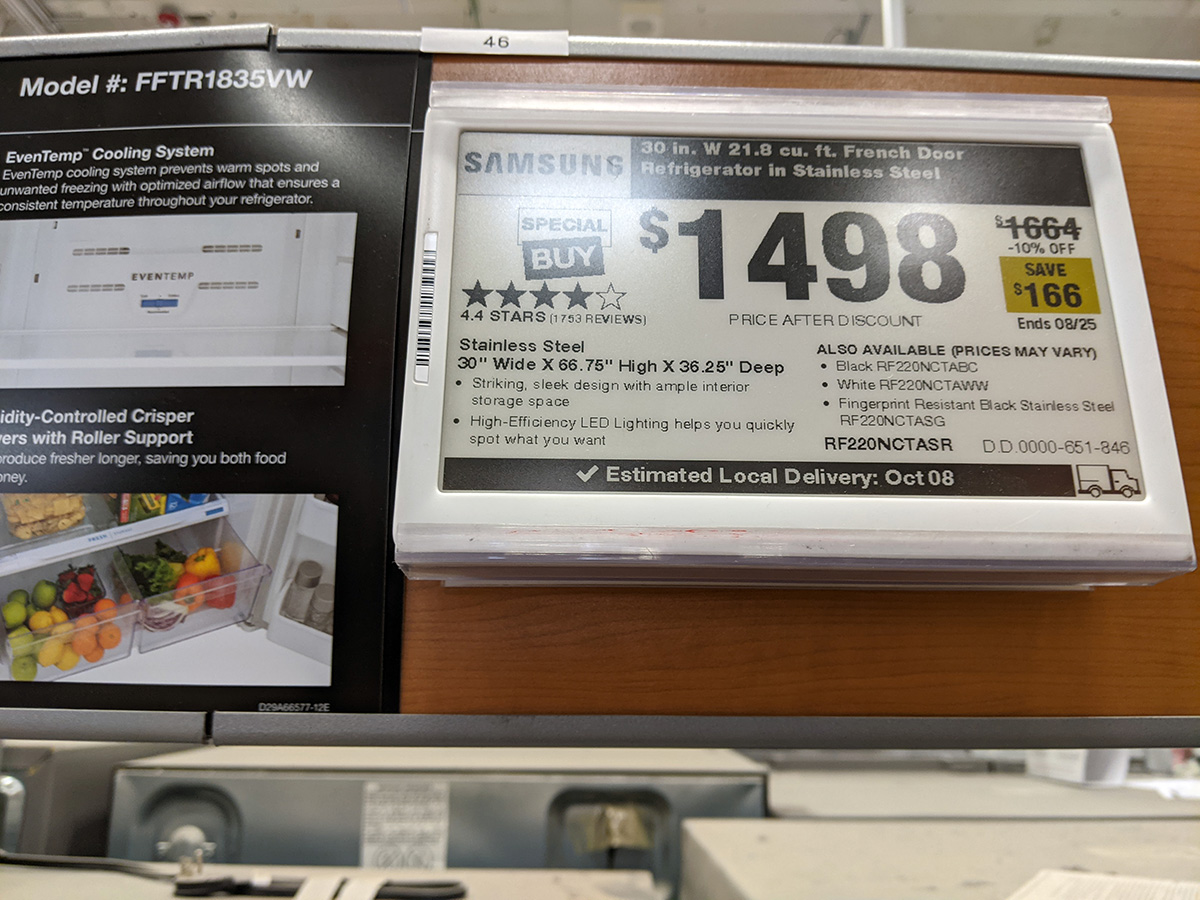 46
Model #: FFTR1835VW
EvenTemp™ Cooling System
EvenTemp cooling system prevents warm spots and
unwanted freezing with optimized airflow that ensures a
consistent temperature throughout your refrigerator.
EVENTEMP
idity-Controlled Crisper
ers with Roller Support
produce fresher longer, saving you both food
oney.
FRESH
D29A66577-12E
SAMSUNG
30 in. W 21.8 cu. ft. French Door
Refrigerator in Stainless Steel
SPECIAL
BUY
$1498
$1664
-10% OFF
SAVE
$166
Ends 08/25
4.4 STARS (1753 REVIEWS)
PRICE AFTER DISCOUNT
Stainless Steel
30" Wide X 66.75" High X 36.25" Deep
• Striking, sleek design with ample interior
storage space
• High-Efficiency LED Lighting helps you quickly
spot what you want
ALSO AVAILABLE (PRICES MAY VARY)
• Black RF220NCTABC
• White RF220NCTAWW
• Fingerprint Resistant Black Stainless Steel
RF220NCTASG
RF220NCTASR D.D.0000-651-846
✓ Estimated Local Delivery: Oct 08